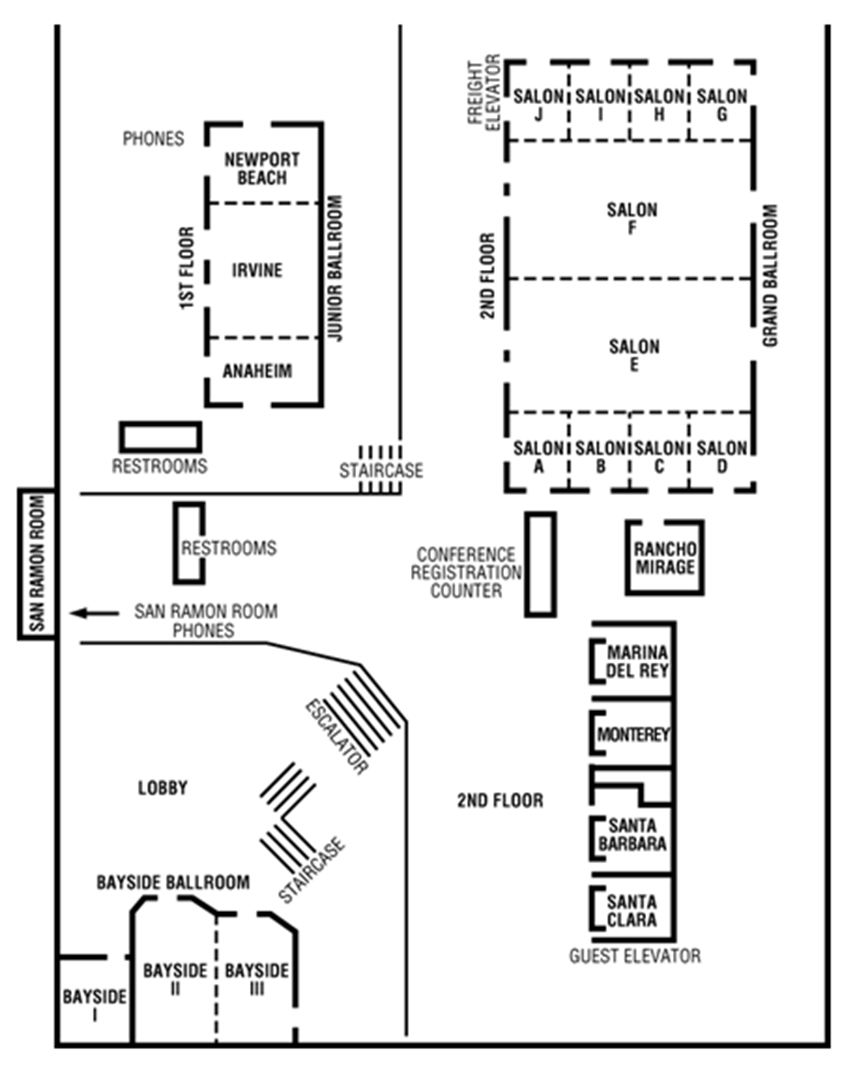 FREIGHT
ELEVATOR
SALON
J
SALON
I
SALON
H
SALON
G
SALON
F
2ND FLOOR
GRAND BALLROOM
SALON
E
SALON
A
SALON
B
SALON
C
SALON
D
PHONES
NEWPORT
BEACH
1ST FLOOR
IRVINE
JUNIOR BALLROOM
ANAHEIM
RESTROOMS
STAIRCASE
SAN RAMON ROOM
RESTROOMS
SAN RAMON ROOM
PHONES
CONFERENCE
REGISTRATION
COUNTER
RANCHO
MIRAGE
MARINA
DEL REY
MONTEREY
SANTA
BARBARA
SANTA
CLARA
GUEST ELEVATOR
2ND FLOOR
ESCALATOR
LOBBY
STAIRCASE
BAYSIDE BALLROOM
BAYSIDE
I
BAYSIDE
II
BAYSIDE
III